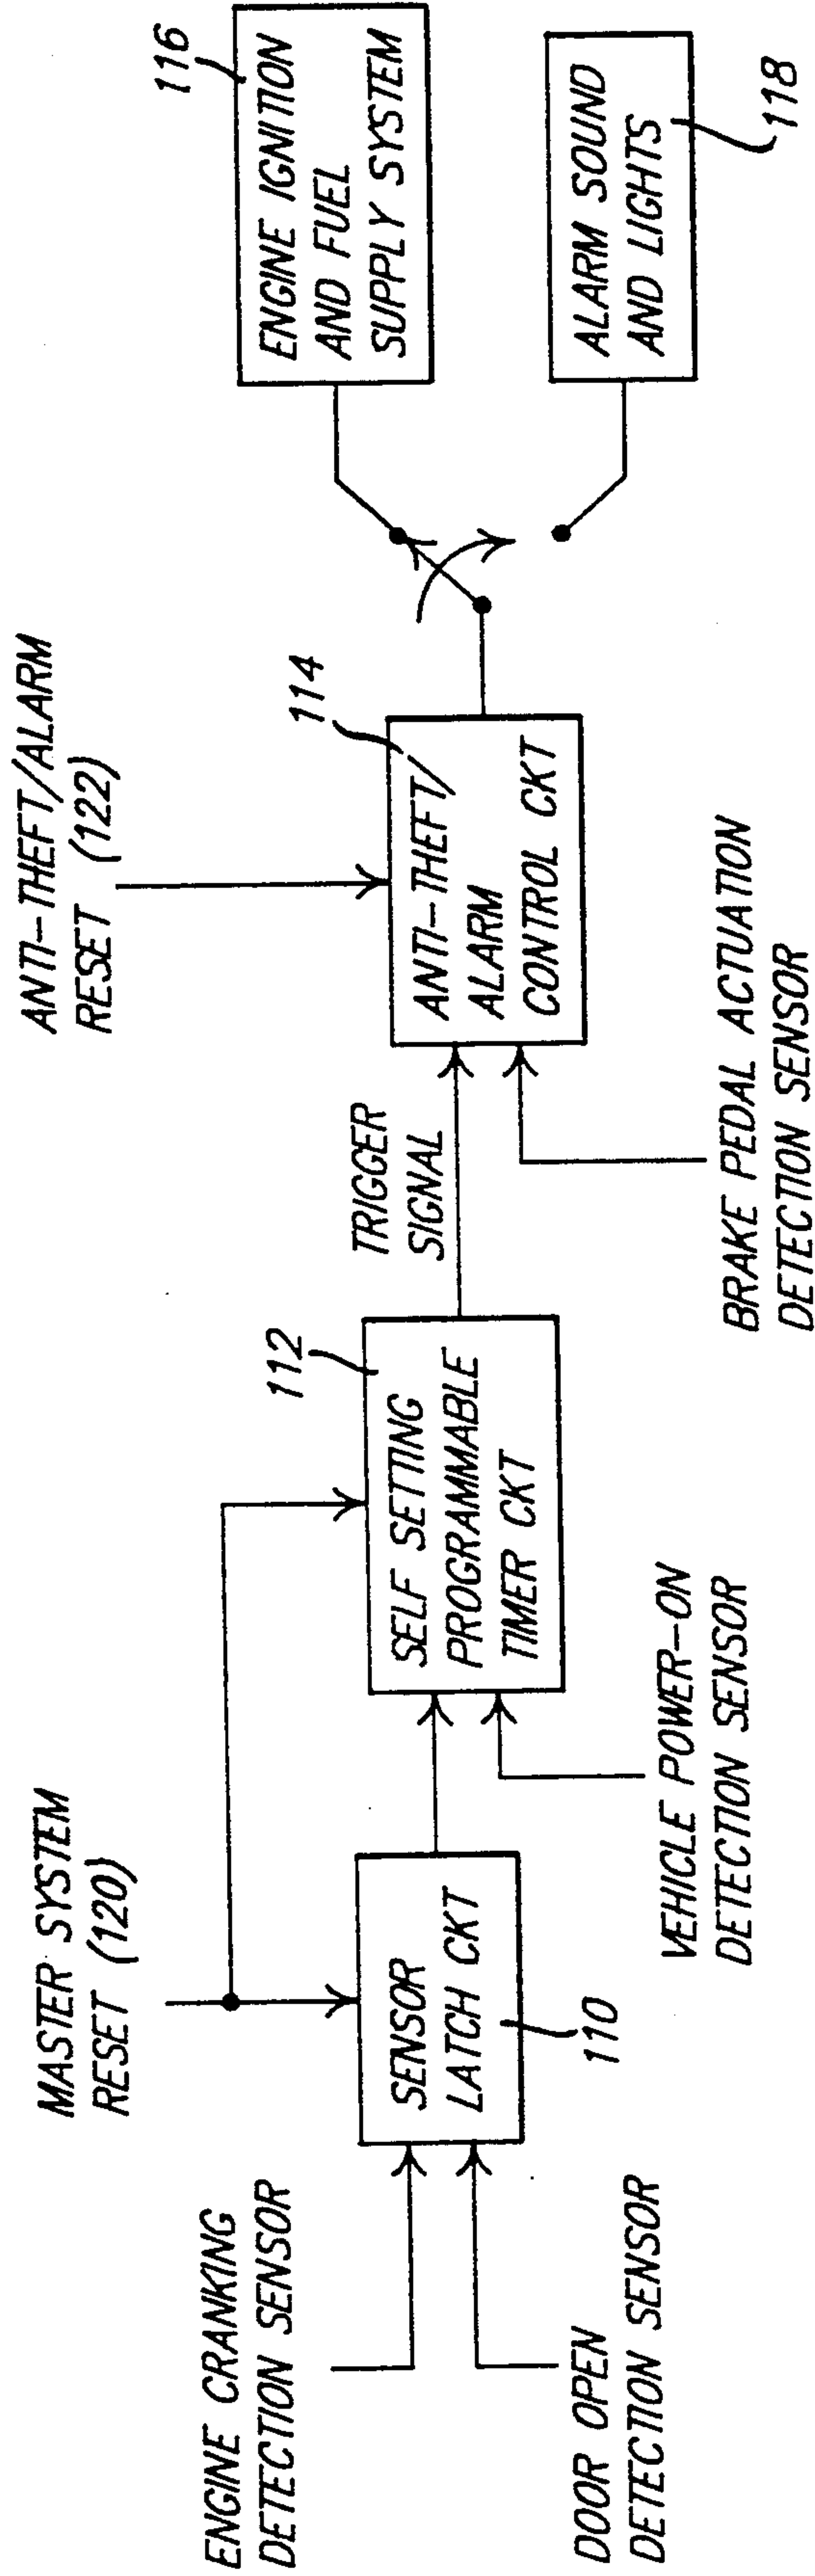 ENGINE CRANKING
DETECTION SENSOR
DOOR OPEN
DETECTION SENSOR
MASTER SYSTEM
RESET (120)
SENSOR
LATCH CKT
110
VEHICLE POWER-ON
DETECTION SENSOR
112
SELF SETTING
PROGRAMMABLE
TIMER CKT
TRIGGER
SIGNAL
BRAKE PEDAL ACTUATION
DETECTION SENSOR
ANTI-THEFT/ALARM
RESET (122)
114
ANTI-THEFT/
ALARM
CONTROL CKT
116
ENGINE IGNITION
AND FUEL
SUPPLY SYSTEM
ALARM SOUND
AND LIGHTS
118